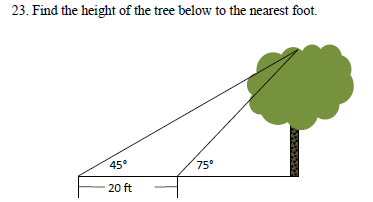 23. Find the height of the tree below to the nearest foot.
45° 75°
20 ft